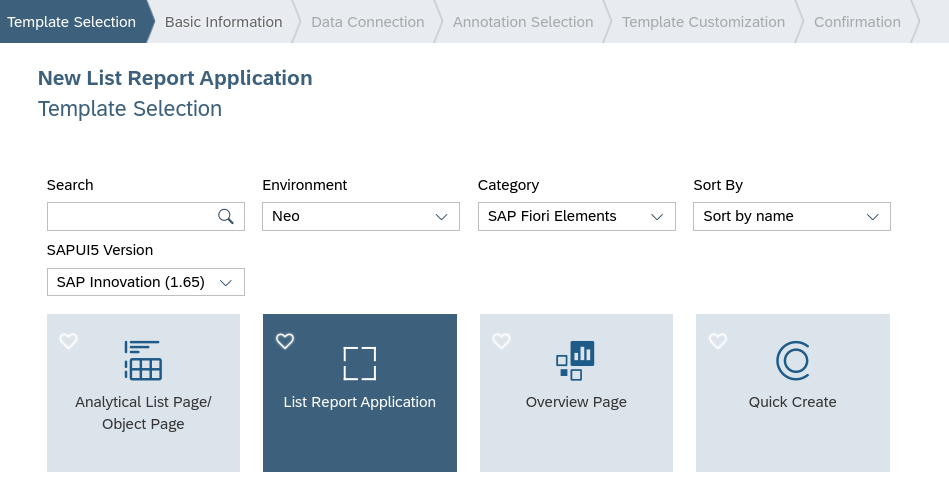 Template Selection
Basic Information
Data Connection
Annotation Selection
Template Customization
Confirmation
New List Report Application
Template Selection
Search
Environment
Category
Sort By
Neo
SAP Fiori Elements
Sort by name
SAPUI5 Version
SAP Innovation (1.65)
Analytical List Page/
Object Page
List Report Application
Overview Page
Quick Create